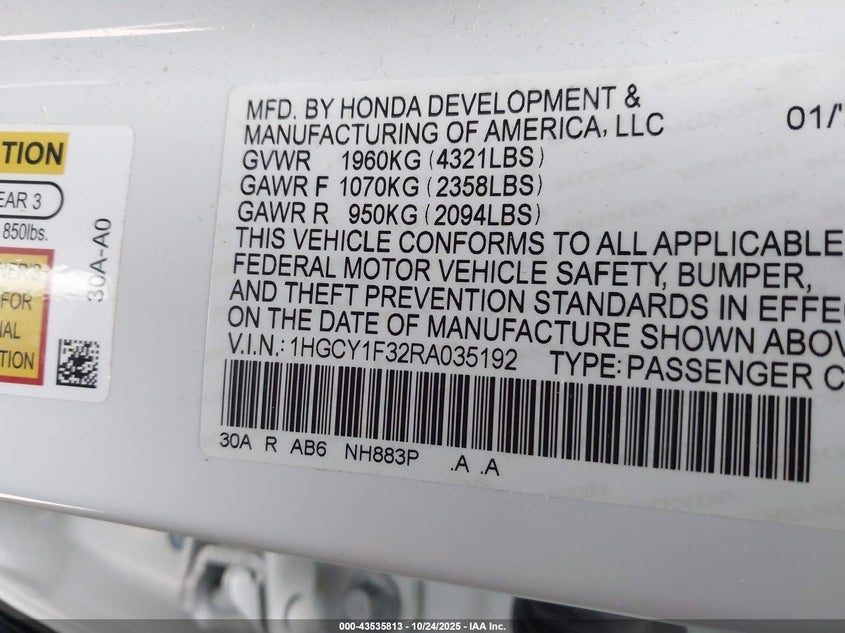 TION
EAR 3
850lbs.
30A-A0
NER'S
FOR
NAL
TION
MFD. BY HONDA DEVELOPMENT &
MANUFACTURING OF AMERICA, LLC 01/'
GVWR 1960KG (4321LBS)
GAWR F 1070KG (2358LBS)
GAWR R 950KG (2094LBS)
THIS VEHICLE CONFORMS TO ALL APPLICABLE
FEDERAL MOTOR VEHICLE SAFETY, BUMPER,
AND THEFT PREVENTION STANDARDS IN EFFE
ON THE DATE OF MANUFACTURE SHOWN ABOV
V.I.N.: 1HGCY1F32RA035192 TYPE: PASSENGER C
30A R AB6 NH883P .A .A
000-43535813 - 10/24/2025 - IAA Inc.